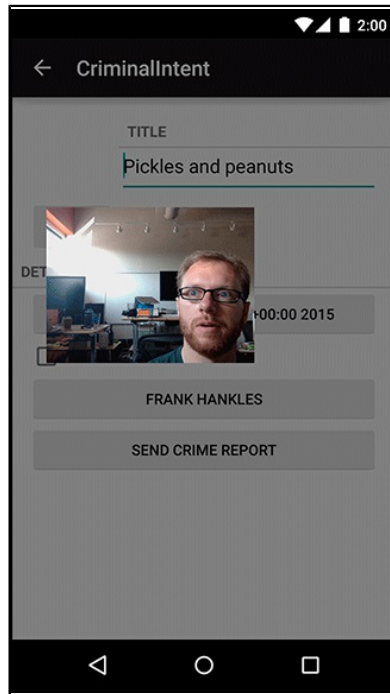 2:00
CriminalIntent
TITLE
Pickles and peanuts
DET
00:00 2015
FRANK HANKLES
SEND CRIME REPORT